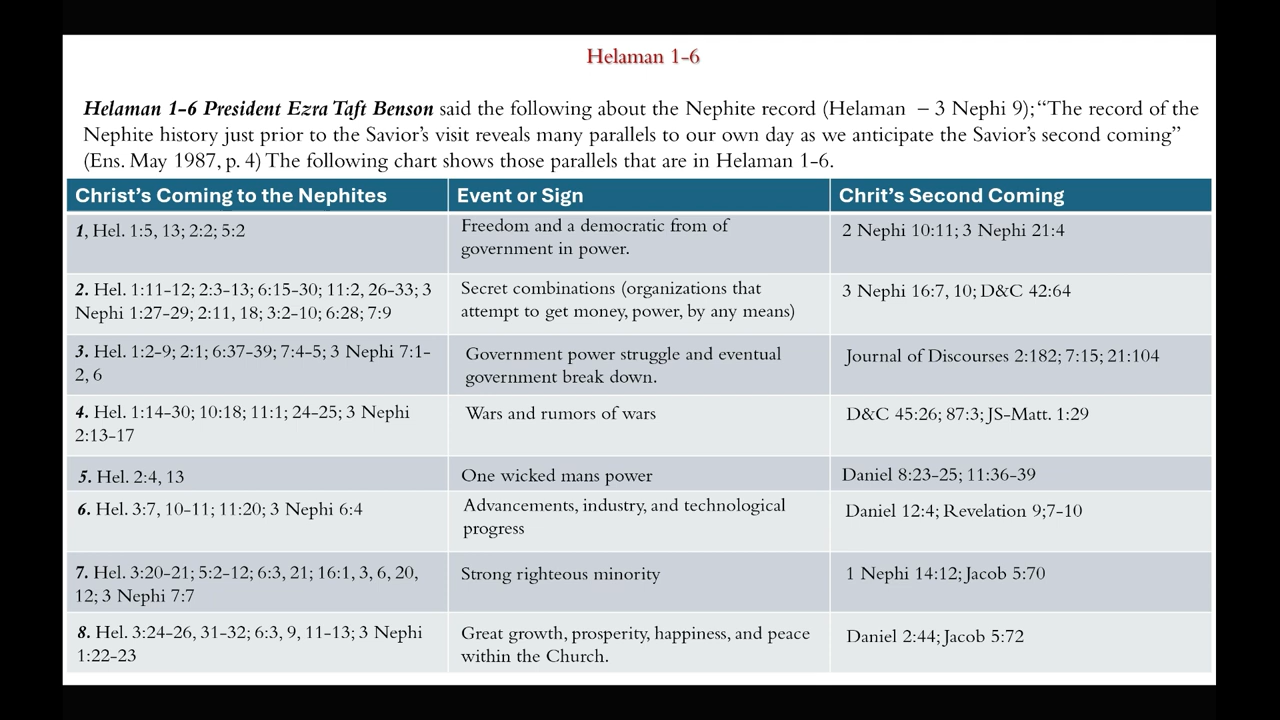 Helaman 1-6
Helaman 1-6 President Ezra Taft Benson said the following about the Nephite record (Helaman – 3 Nephi 9); “The record of the
Nephite history just prior to the Savior’s visit reveals many parallels to our own day as we anticipate the Savior’s second coming”
(Ens. May 1987, p. 4) The following chart shows those parallels that are in Helaman 1-6.
Christ’s Coming to the Nephites
Event or Sign
Chrit’s Second Coming
1, Hel. 1:5, 13; 2:2; 5:2
Freedom and a democratic from of
government in power.
2 Nephi 10:11; 3 Nephi 21:4
2. Hel. 1:11-12; 2:3-13; 6:15-30; 11:2, 26-33; 3
Nephi 1:27-29; 2:11, 18; 3:2-10; 6:28; 7:9
Secret combinations (organizations that
attempt to get money, power, by any means)
3 Nephi 16:7, 10; D&C 42:64
3. Hel. 1:2-9; 2:1; 6:37-39; 7:4-5; 3 Nephi 7:1-
2, 6
Government power struggle and eventual
government break down.
Journal of Discourses 2:182; 7:15; 21:104
4. Hel. 1:14-30; 10:18; 11:1; 24-25; 3 Nephi
2:13-17
Wars and rumors of wars
D&C 45:26; 87:3; JS-Matt. 1:29
5. Hel. 2:4, 13
One wicked mans power
Daniel 8:23-25; 11:36-39
6. Hel. 3:7, 10-11; 11:20; 3 Nephi 6:4
Advancements, industry, and technological
progress
Daniel 12:4; Revelation 9;7-10
7. Hel. 3:20-21; 5:2-12; 6:3, 21; 16:1, 3, 6, 20,
12; 3 Nephi 7:7
Strong righteous minority
1 Nephi 14:12; Jacob 5:70
8. Hel. 3:24-26, 31-32; 6:3, 9, 11-13; 3 Nephi
1:22-23
Great growth, prosperity, happiness, and peace
within the Church.
Daniel 2:44; Jacob 5:72